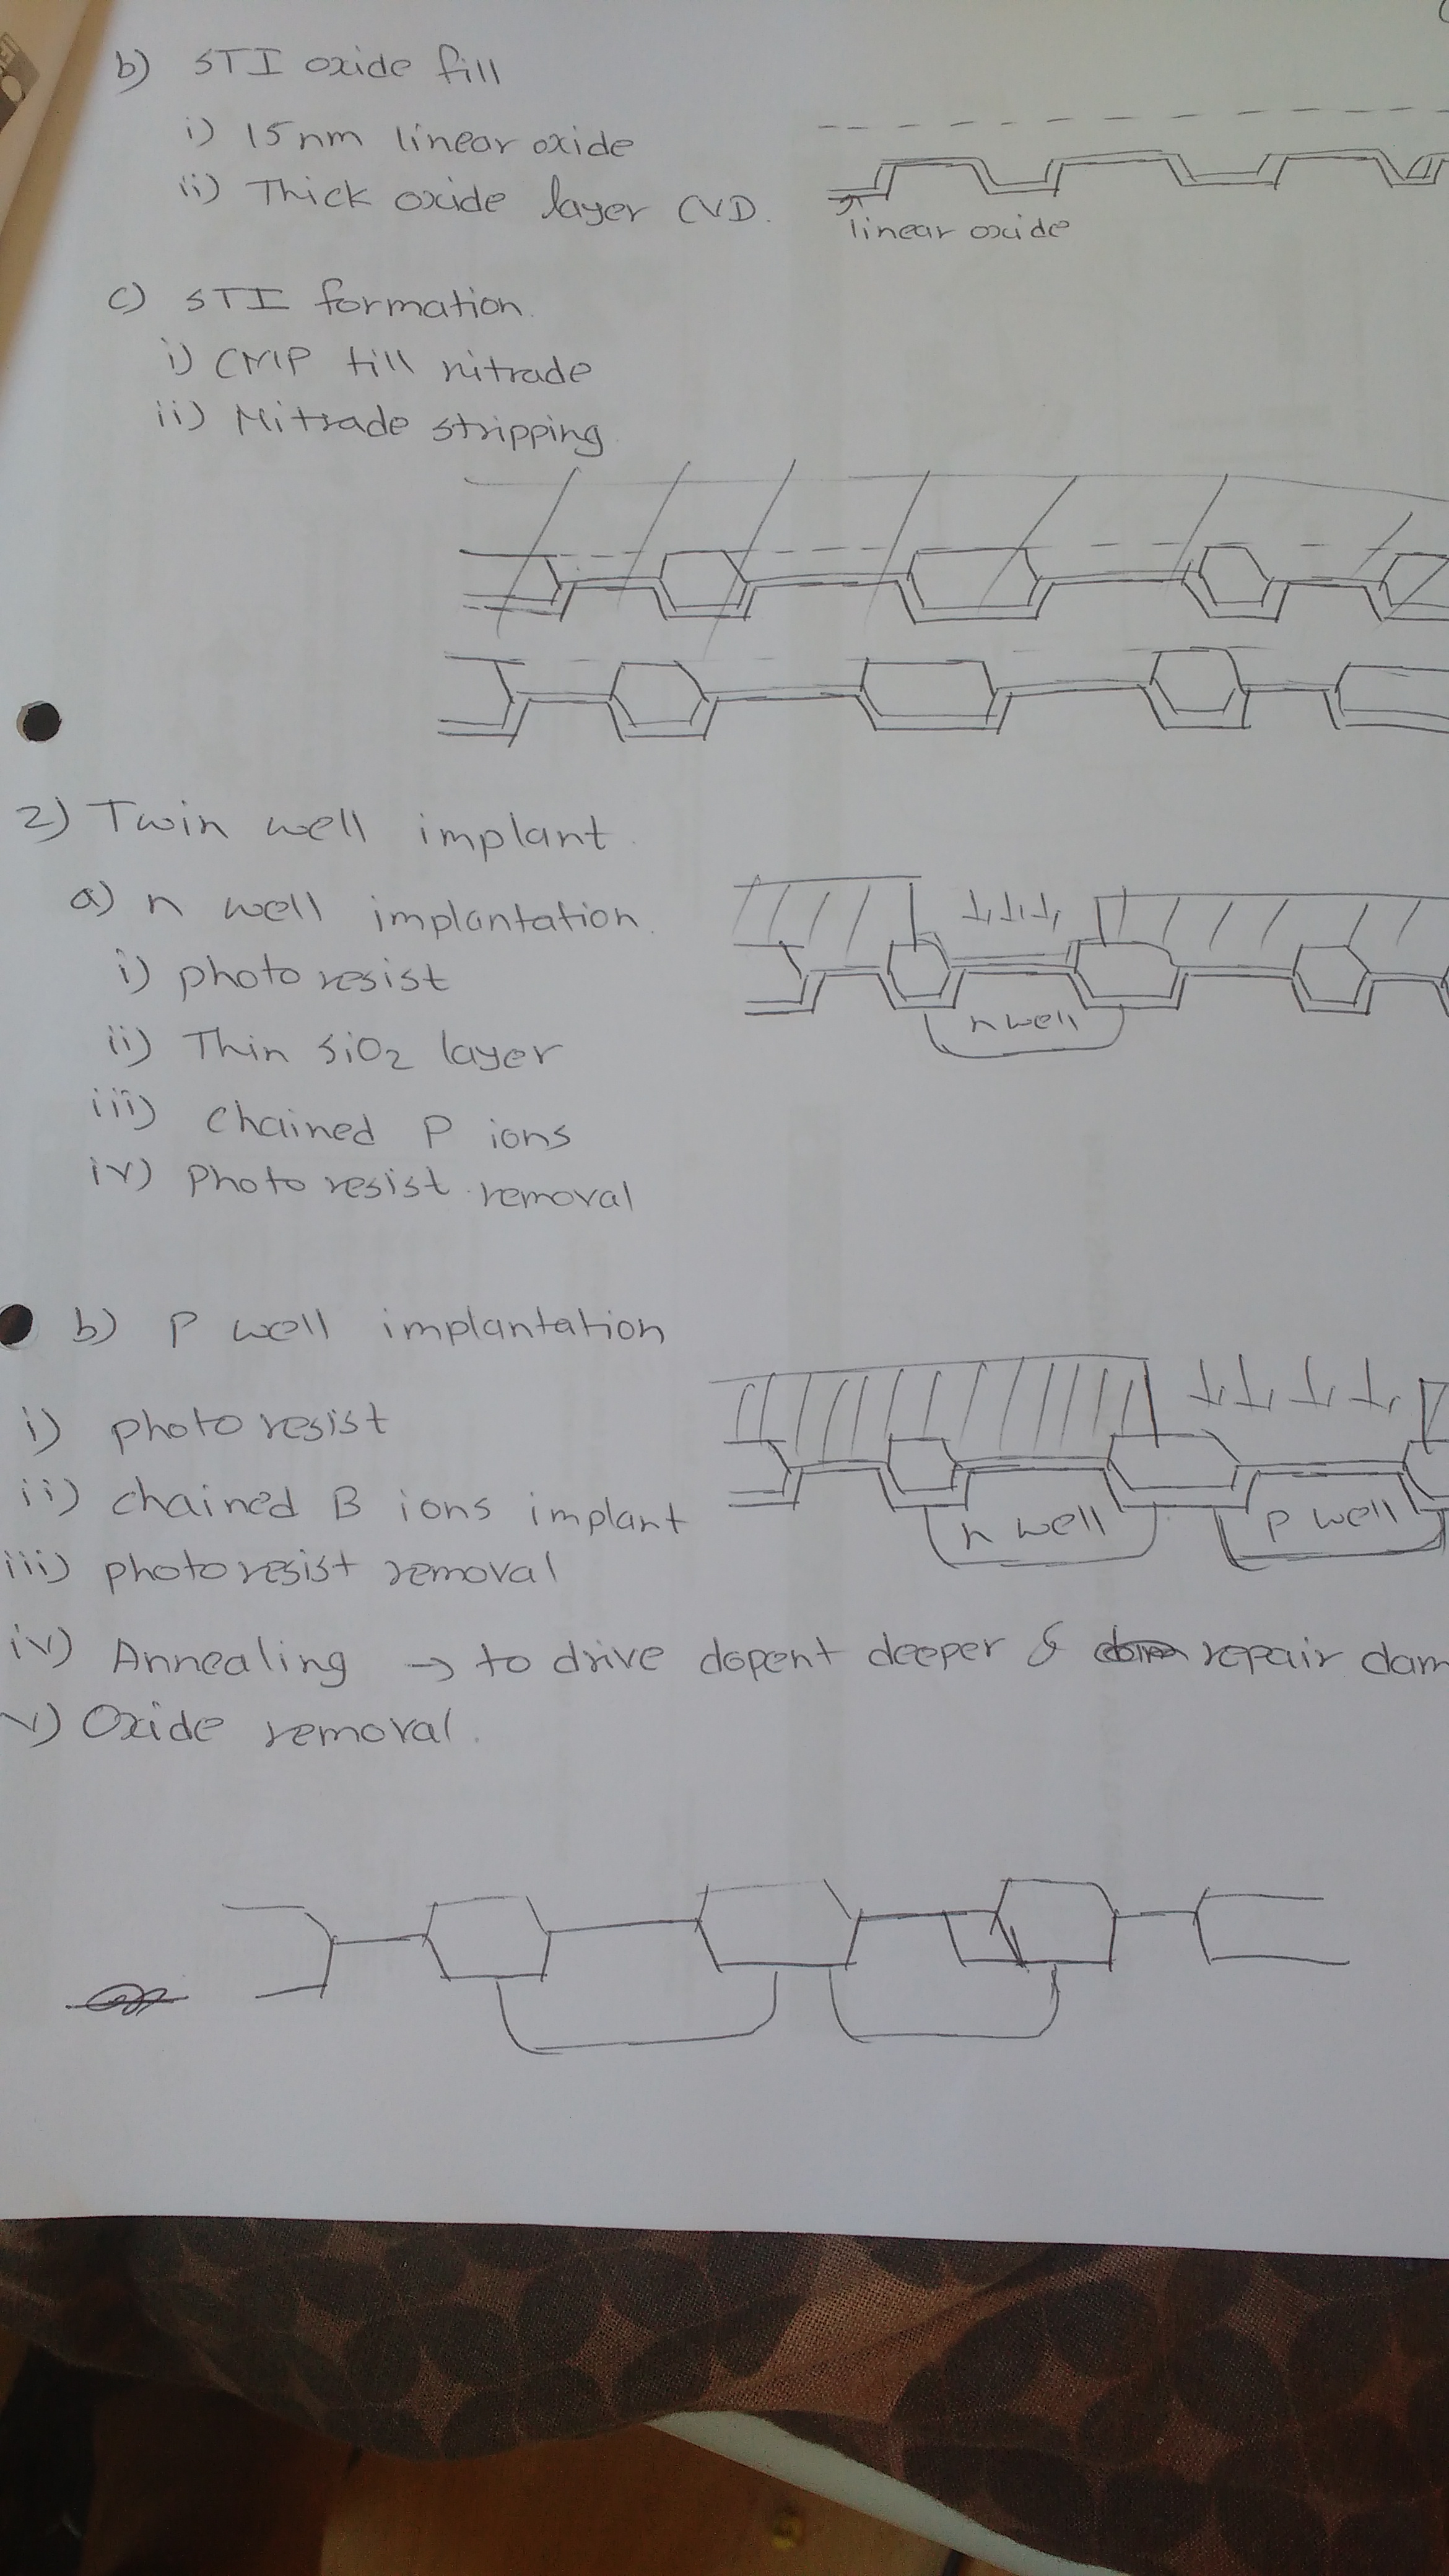 b) STI oxide fill
i) 15nm linear oxide
ii) Thick oxide layer CVD.
linear oxide
c) STI formation.
i) CMP till nitrade
ii) Nitrade stripping
2) Twin well implant.
a) n well implantation.
i) photo resist
ii) Thin SiO2 layer
iii) chained P ions
iv) Photo resist removal
n well
b) P well implantation
i) photo resist
ii) chained B ions implant
iii) photo resist removal
n well
p well
iv) Annealing → to drive dopent deeper & repair dam
v) Oxide removal.